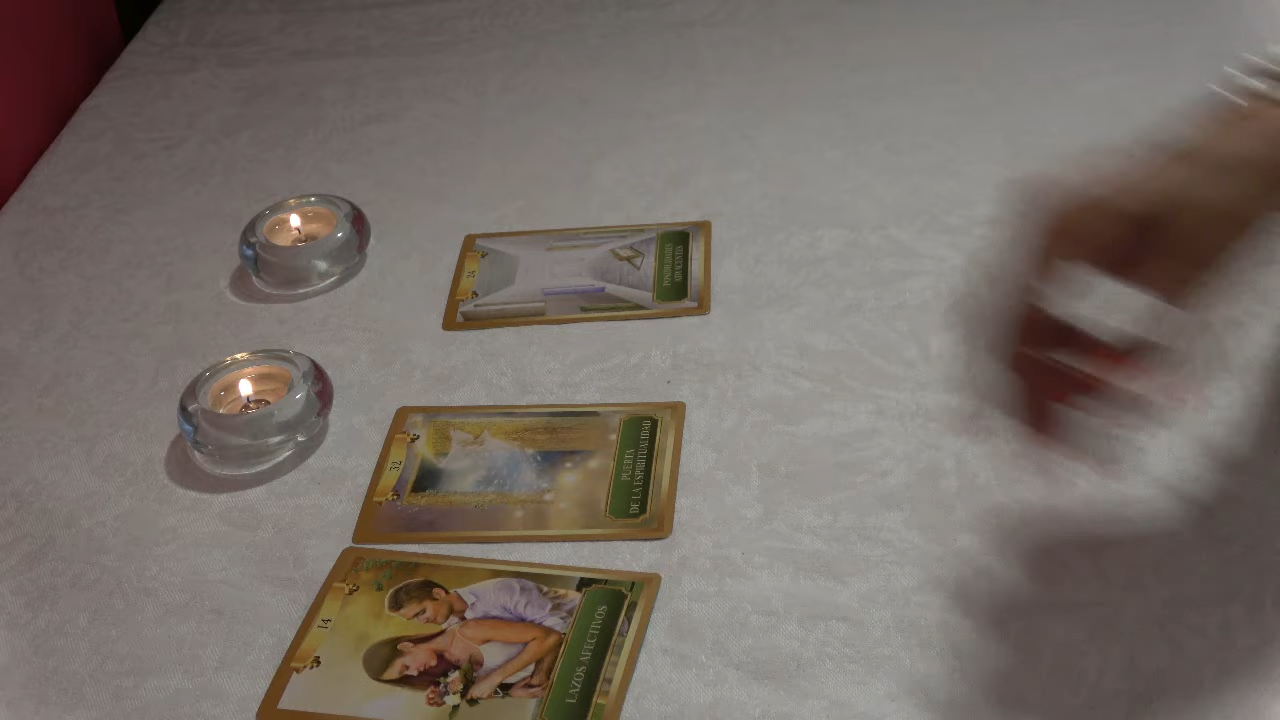 24
POSIBILIDADES
ADYACENTES
32
PUERTA
DE LA ESPIRITUALIDAD
14
LAZOS AFECTIVOS